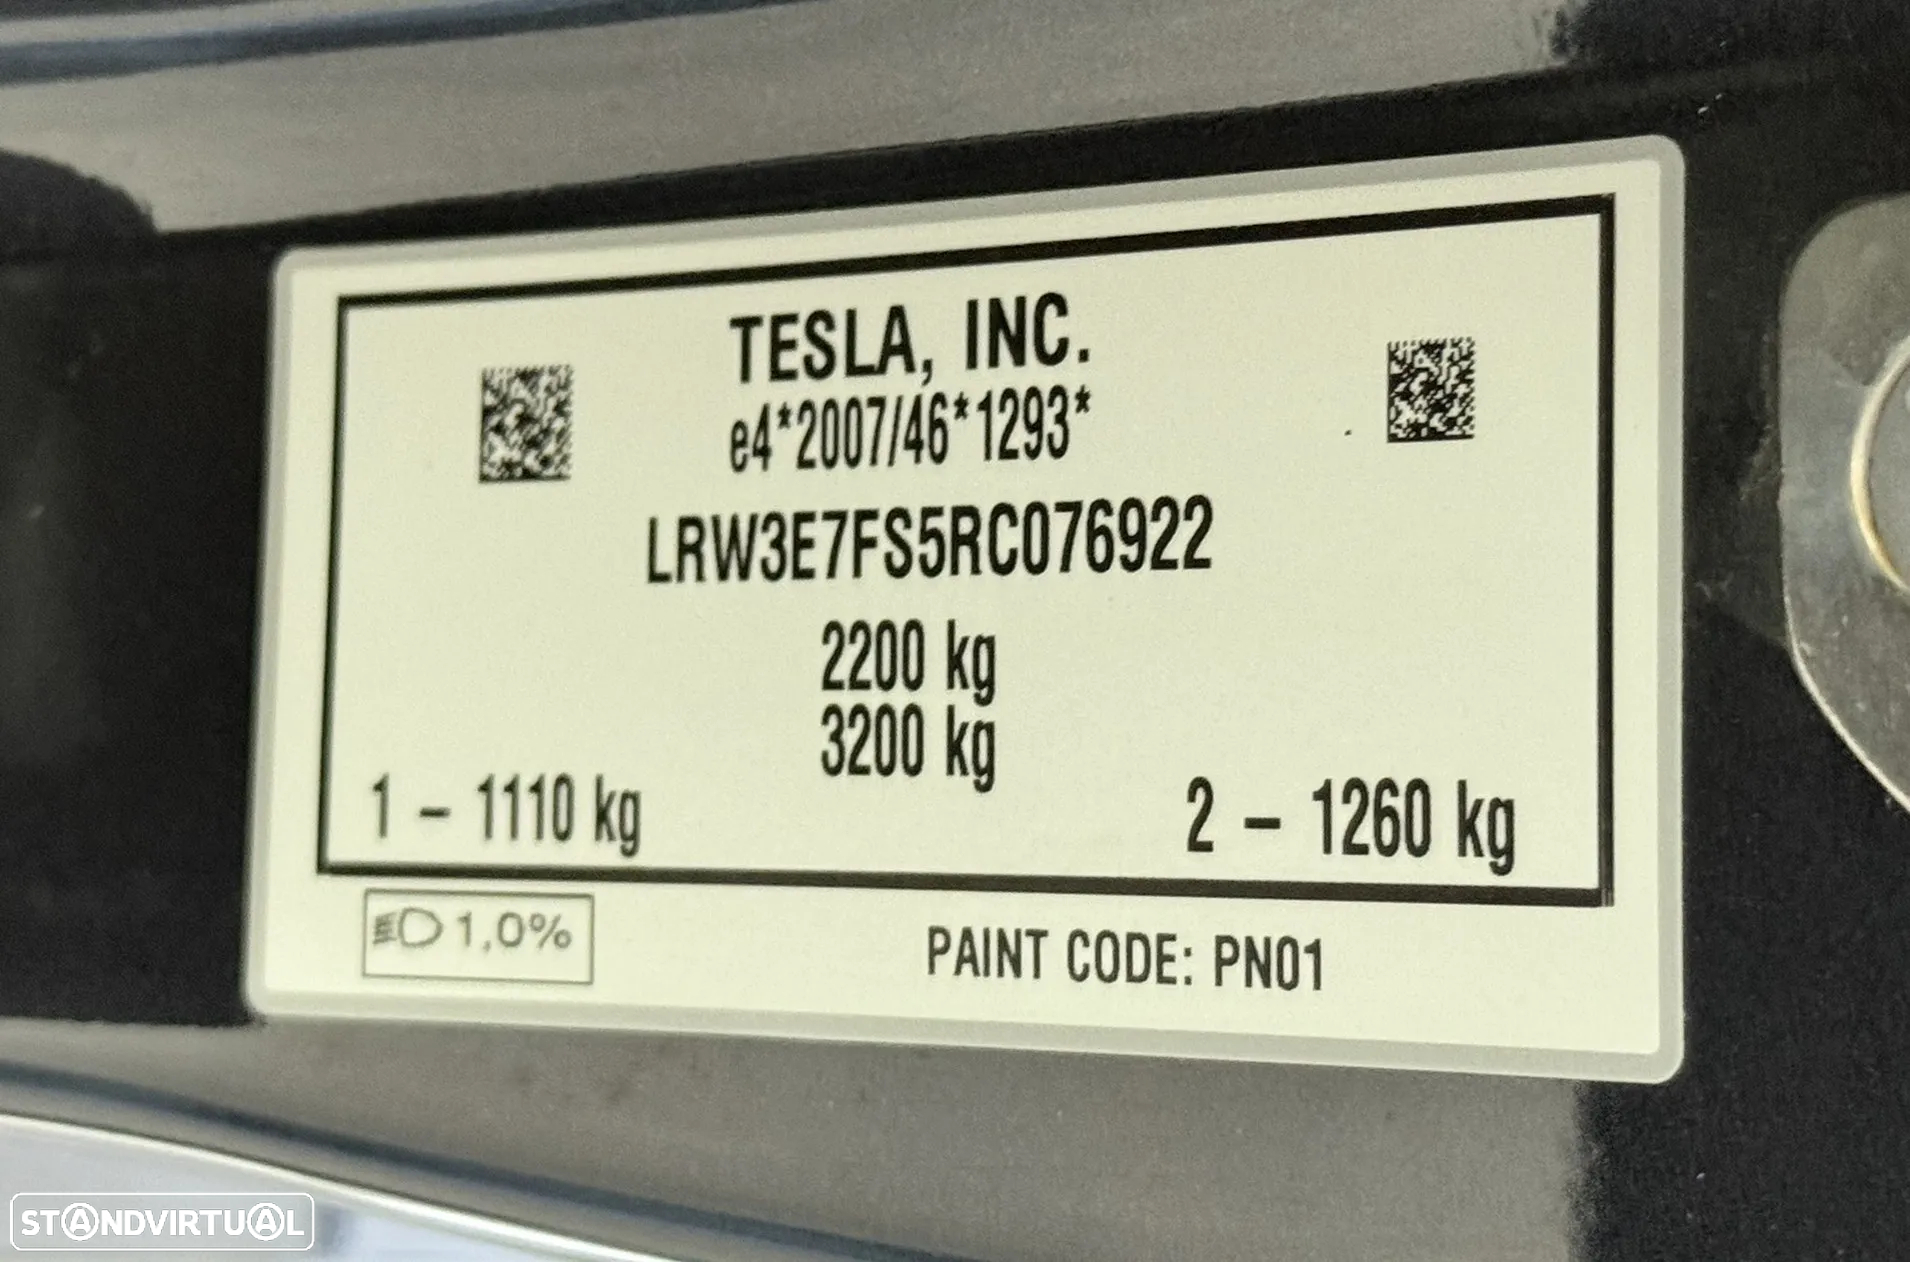 TESLA, INC.
e4*2007/46*1293*
LRW3E7FS5RC076922
2200 kg
3200 kg
1 – 1110 kg
2 – 1260 kg
1,0%
PAINT CODE: PN01
STANDVIRTUAL